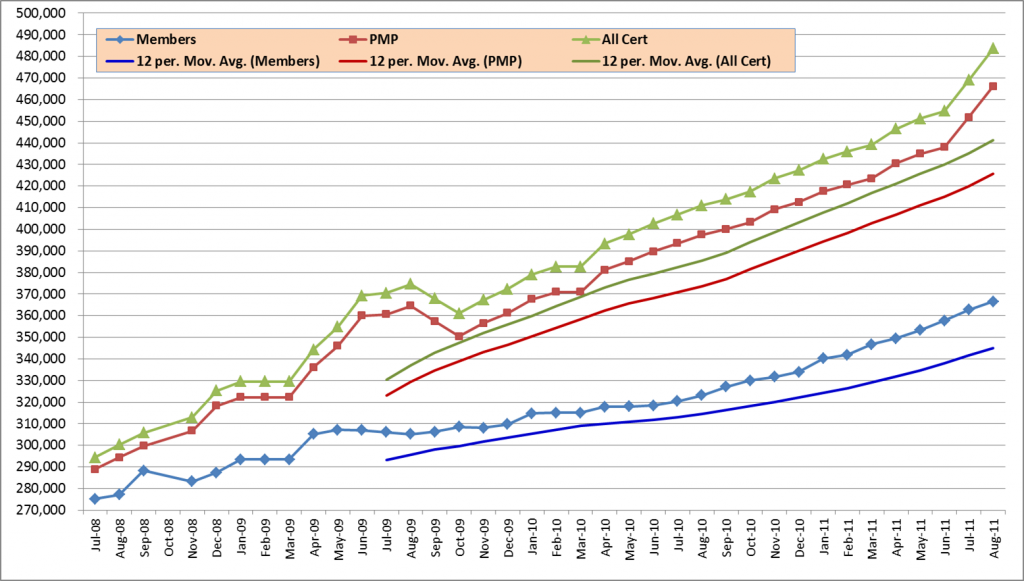 500,000
490,000
480,000
470,000
460,000
450,000
440,000
430,000
420,000
410,000
400,000
390,000
380,000
370,000
360,000
350,000
340,000
330,000
320,000
310,000
300,000
290,000
280,000
270,000
Members PMP All Cert
12 per. Mov. Avg. (Members) 12 per. Mov. Avg. (PMP) 12 per. Mov. Avg. (All Cert)
Jul-08
Aug-08
Sep-08
Oct-08
Nov-08
Dec-08
Jan-09
Feb-09
Mar-09
Apr-09
May-09
Jun-09
Jul-09
Aug-09
Sep-09
Oct-09
Nov-09
Dec-09
Jan-10
Feb-10
Mar-10
Apr-10
May-10
Jun-10
Jul-10
Aug-10
Sep-10
Oct-10
Nov-10
Dec-10
Jan-11
Feb-11
Mar-11
Apr-11
May-11
Jun-11
Jul-11
Aug-11